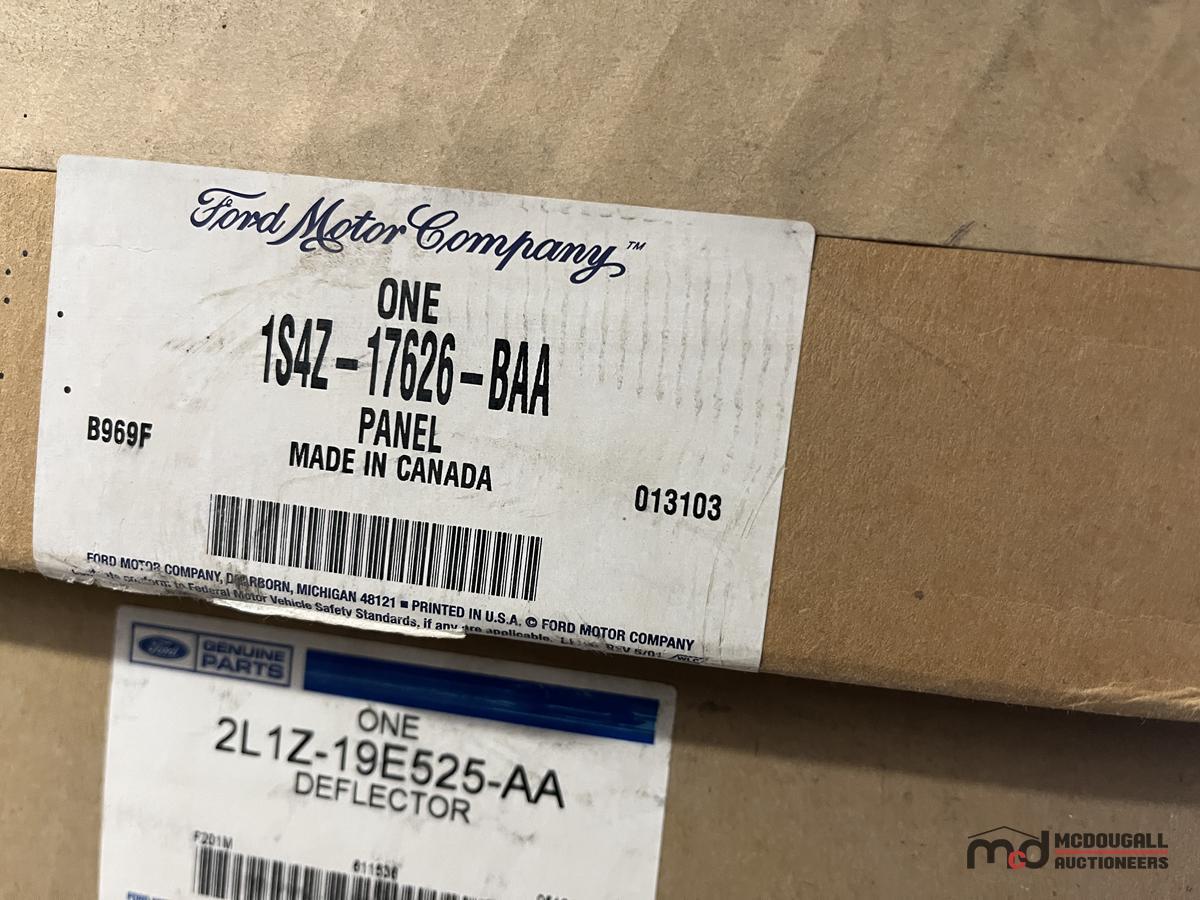 Ford Motor Company™
ONE
1S4Z-17626-BAA
PANEL
MADE IN CANADA
B969F
013103
FORD MOTOR COMPANY, DEARBORN, MICHIGAN 48121 ■ PRINTED IN U.S.A. © FORD MOTOR COMPANY
conform to Federal Motor Vehicle Safety Standards, if any are applicable.
Ford GENUINE PARTS
ONE
2L1Z-19E525-AA
DEFLECTOR
F201M
611536
mcd MCDOUGALL AUCTIONEERS